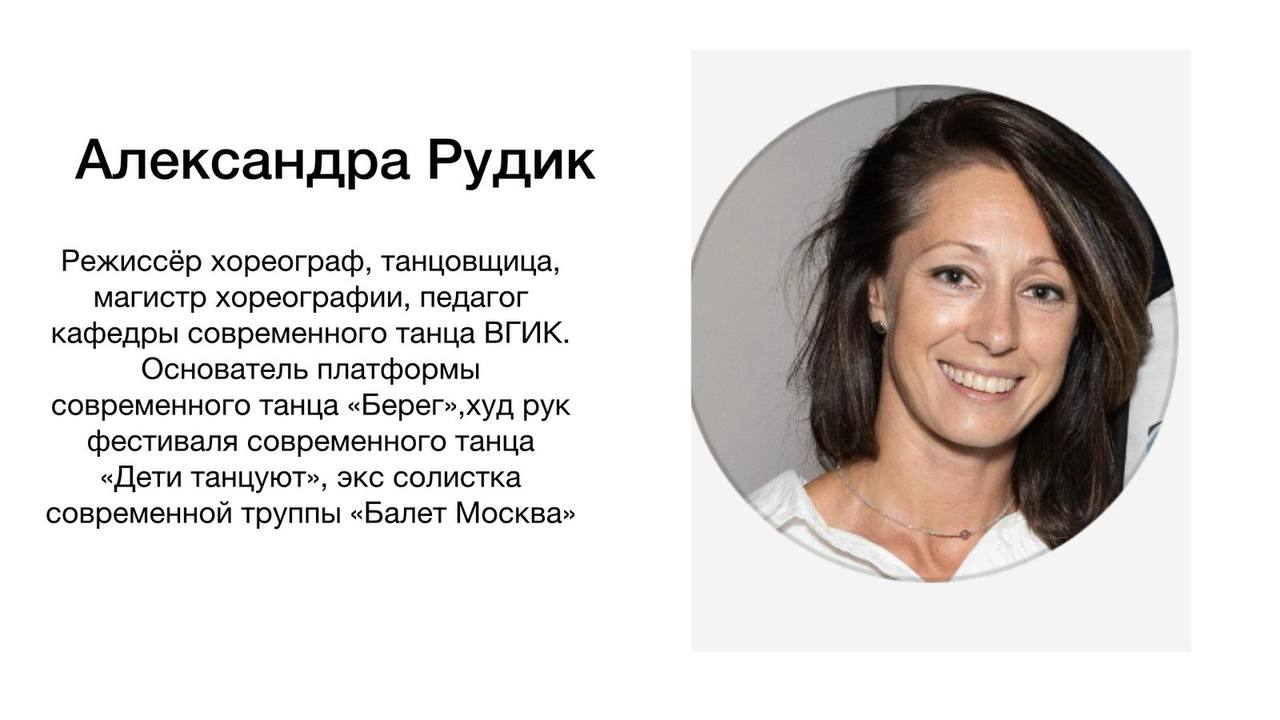 Александра Рудик
Режиссёр хореограф, танцовщица,
магистр хореографии, педагог
кафедры современного танца ВГИК.
Основатель платформы
современного танца «Берег»,худ рук
фестиваля современного танца
«Дети танцуют», экс солистка
современной труппы «Балет Москва»